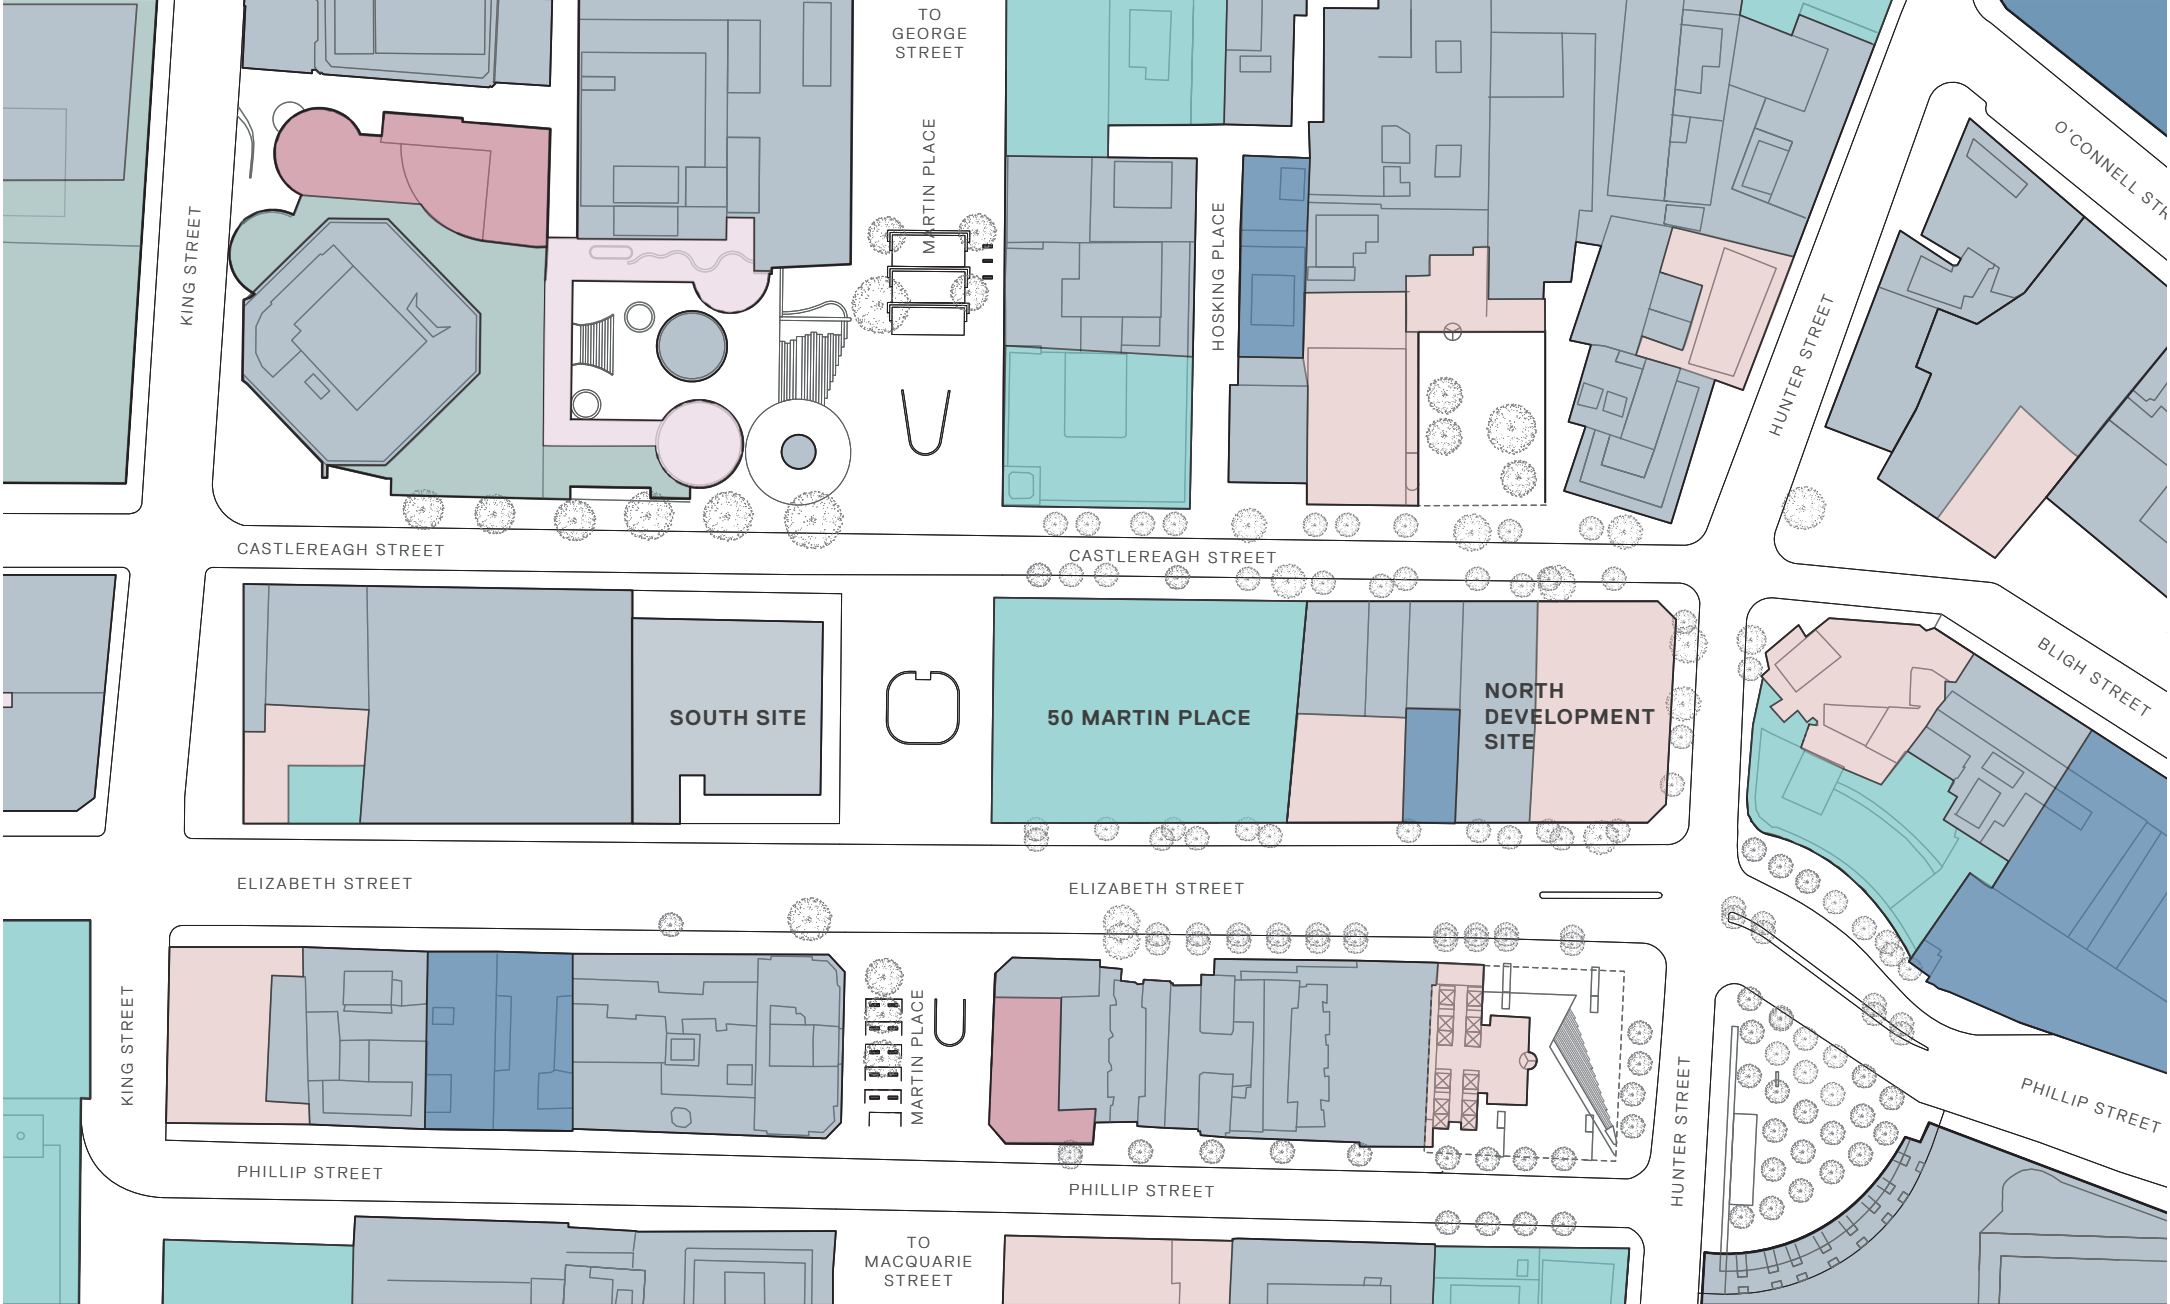 TO
GEORGE
STREET
MARTIN PLACE
O'CONNELL STR
KING STREET
HOSKING PLACE
HUNTER STREET
CASTLEREAGH STREET
CASTLEREAGH STREET
BLIGH STREET
SOUTH SITE
50 MARTIN PLACE
NORTH
DEVELOPMENT
SITE
ELIZABETH STREET
ELIZABETH STREET
KING STREET
MARTIN PLACE
HUNTER STREET
PHILLIP STREET
PHILLIP STREET
PHILLIP STREET
TO
MACQUARIE
STREET